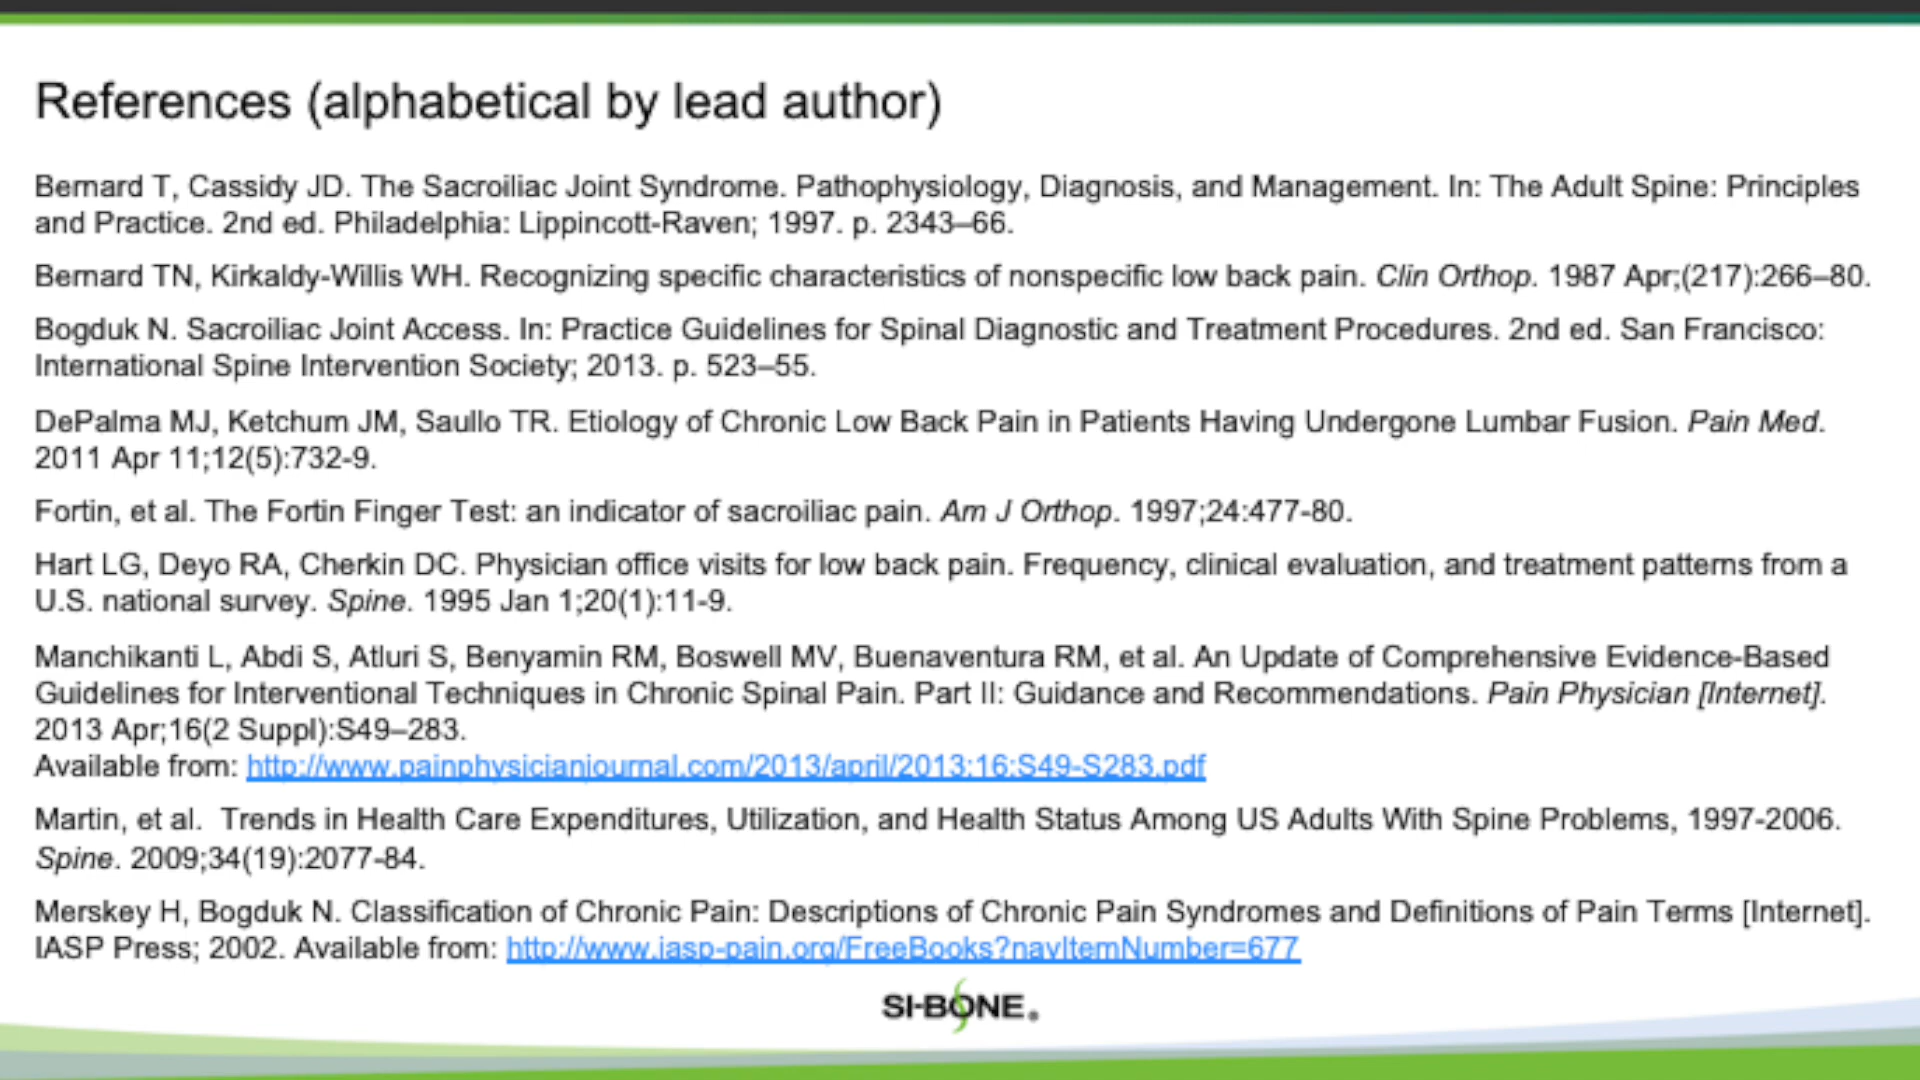 References (alphabetical by lead author)
Bernard T, Cassidy JD. The Sacroiliac Joint Syndrome. Pathophysiology, Diagnosis, and Management. In: The Adult Spine: Principles
and Practice. 2nd ed. Philadelphia: Lippincott-Raven; 1997. p. 2343–66.
Bernard TN, Kirkaldy-Willis WH. Recognizing specific characteristics of nonspecific low back pain. Clin Orthop. 1987 Apr;(217):266–80.
Bogduk N. Sacroiliac Joint Access. In: Practice Guidelines for Spinal Diagnostic and Treatment Procedures. 2nd ed. San Francisco:
International Spine Intervention Society; 2013. p. 523–55.
DePalma MJ, Ketchum JM, Saullo TR. Etiology of Chronic Low Back Pain in Patients Having Undergone Lumbar Fusion. Pain Med.
2011 Apr 11;12(5):732-9.
Fortin, et al. The Fortin Finger Test: an indicator of sacroiliac pain. Am J Orthop. 1997;24:477-80.
Hart LG, Deyo RA, Cherkin DC. Physician office visits for low back pain. Frequency, clinical evaluation, and treatment patterns from a
U.S. national survey. Spine. 1995 Jan 1;20(1):11-9.
Manchikanti L, Abdi S, Atluri S, Benyamin RM, Boswell MV, Buenaventura RM, et al. An Update of Comprehensive Evidence-Based
Guidelines for Interventional Techniques in Chronic Spinal Pain. Part II: Guidance and Recommendations. Pain Physician [Internet].
2013 Apr;16(2 Suppl):S49–283.
Available from: http://www.painphysicianjournal.com/2013/april/2013;16;S49-S283.pdf
Martin, et al.  Trends in Health Care Expenditures, Utilization, and Health Status Among US Adults With Spine Problems, 1997-2006.
Spine. 2009;34(19):2077-84.
Merskey H, Bogduk N. Classification of Chronic Pain: Descriptions of Chronic Pain Syndromes and Definitions of Pain Terms [Internet].
IASP Press; 2002. Available from: http://www.iasp-pain.org/FreeBooks?navItemNumber=677
SI-BONE®